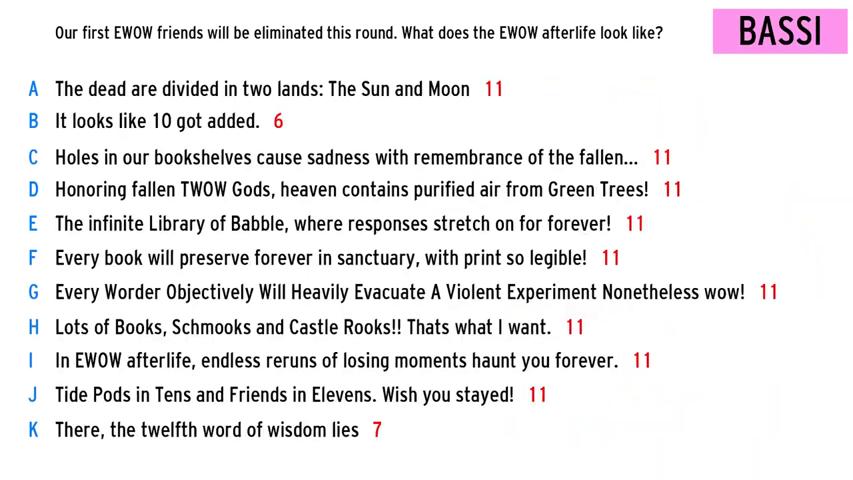 Our first EWOW friends will be eliminated this round. What does the EWOW afterlife look like?
BASSI
A The dead are divided in two lands: The Sun and Moon 11
B It looks like 10 got added. 6
C Holes in our bookshelves cause sadness with remembrance of the fallen... 11
D Honoring fallen TWOW Gods, heaven contains purified air from Green Trees! 11
E The infinite Library of Babble, where responses stretch on for forever! 11
F Every book will preserve forever in sanctuary, with print so legible! 11
G Every Worder Objectively Will Heavily Evacuate A Violent Experiment Nonetheless wow! 11
H Lots of Books, Schmooks and Castle Rooks!! Thats what I want. 11
I In EWOW afterlife, endless reruns of losing moments haunt you forever. 11
J Tide Pods in Tens and Friends in Elevens. Wish you stayed! 11
K There, the twelfth word of wisdom lies 7